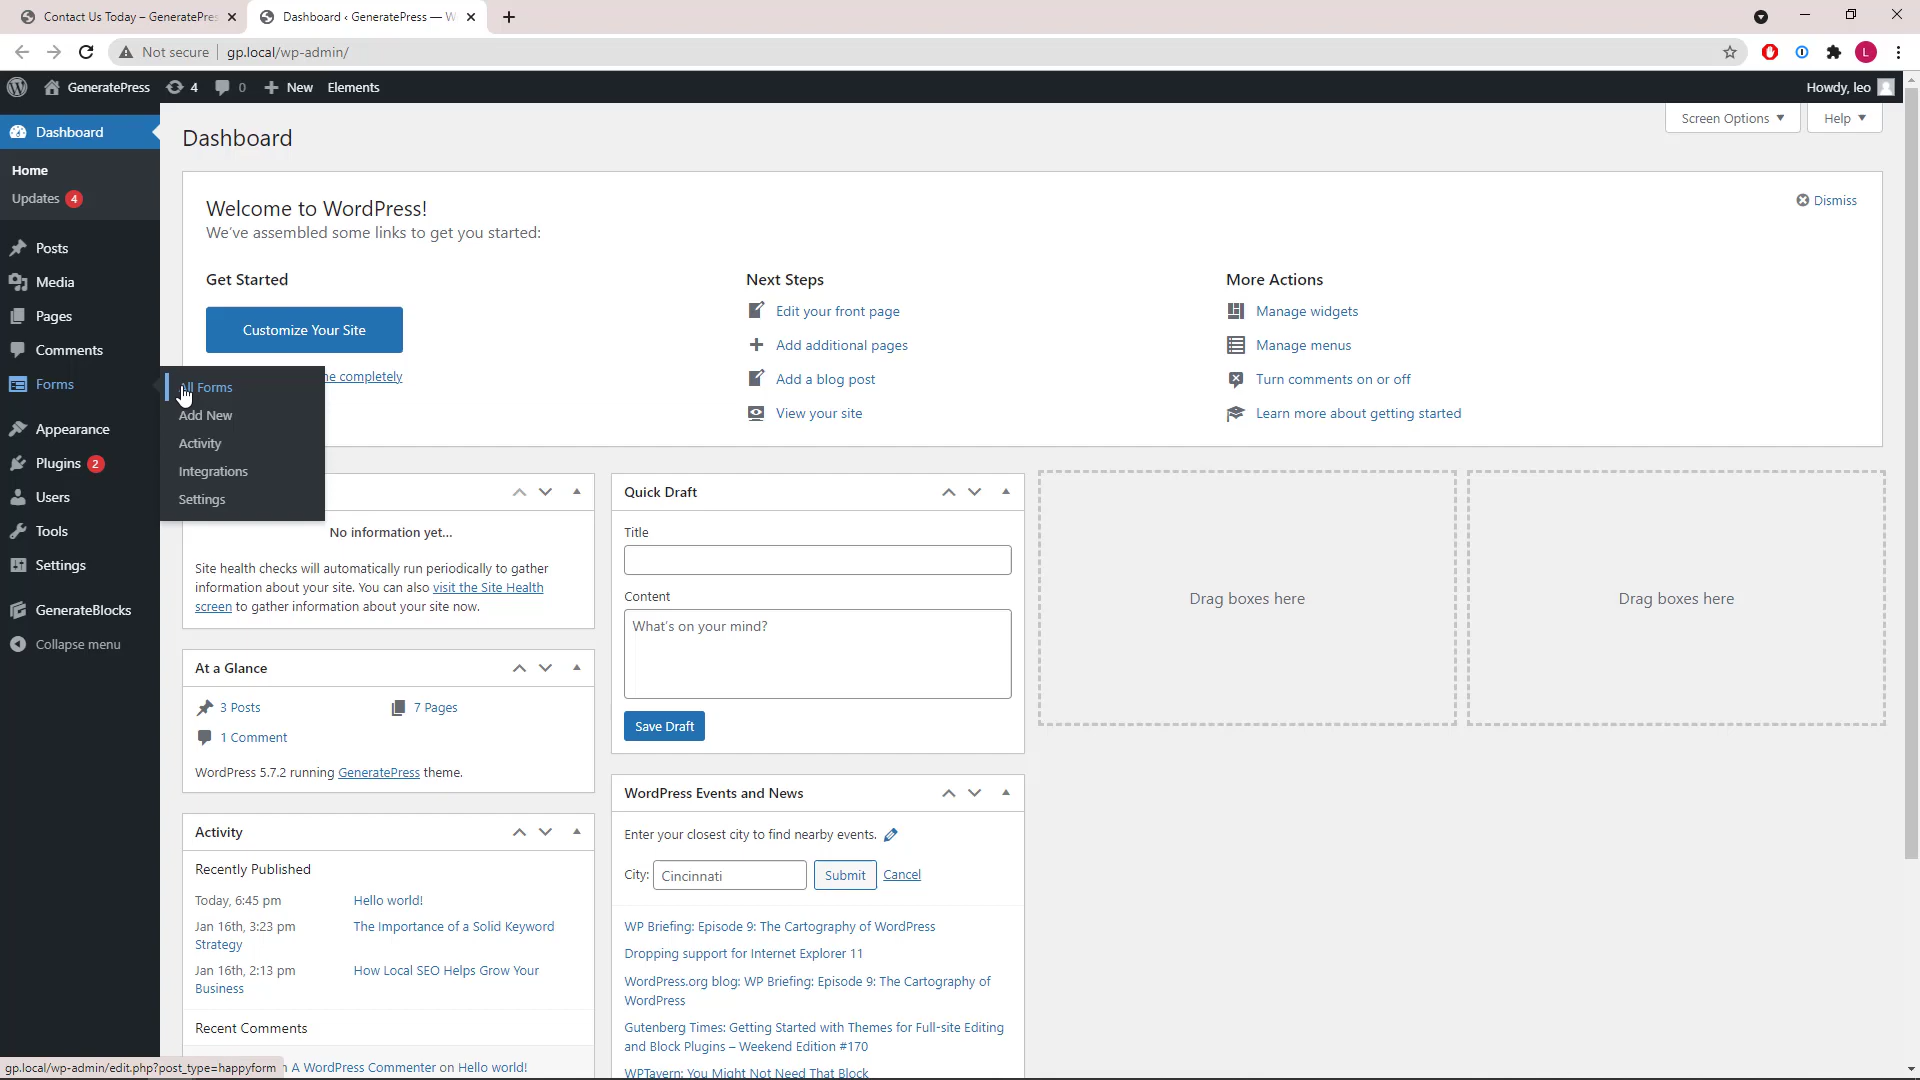 Contact Us Today – GeneratePres
Dashboard ‹ GeneratePress — W
Not secure
gp.local/wp-admin/
L
GeneratePress
4
0
New
Elements
Howdy, leo
Dashboard
Home
Updates 4
Posts
Media
Pages
Comments
Forms
Appearance
Plugins 2
Users
Tools
Settings
GenerateBlocks
Collapse menu
All Forms
Add New
Activity
Integrations
Settings
Dashboard
Screen Options
Help
Welcome to WordPress!
We've assembled some links to get you started:
Dismiss
Get Started
Customize Your Site
completely
Next Steps
Edit your front page
Add additional pages
Add a blog post
View your site
More Actions
Manage widgets
Manage menus
Turn comments on or off
Learn more about getting started
No information yet...
Site health checks will automatically run periodically to gather
information about your site. You can also visit the Site Health
screen to gather information about your site now.
At a Glance
3 Posts
7 Pages
1 Comment
WordPress 5.7.2 running GeneratePress theme.
Activity
Recently Published
Today, 6:45 pm Hello world!
Jan 16th, 3:23 pm The Importance of a Solid Keyword
Strategy
Jan 16th, 2:13 pm How Local SEO Helps Grow Your
Business
Recent Comments
A WordPress Commenter on Hello world!
Quick Draft
Title
Content
What's on your mind?
Save Draft
WordPress Events and News
Enter your closest city to find nearby events.
City: Cincinnati Submit Cancel
WP Briefing: Episode 9: The Cartography of WordPress
Dropping support for Internet Explorer 11
WordPress.org blog: WP Briefing: Episode 9: The Cartography of
WordPress
Gutenberg Times: Getting Started with Themes for Full-site Editing
and Block Plugins – Weekend Edition #170
WPTavern: You Might Not Need That Block
Drag boxes here
Drag boxes here
gp.local/wp-admin/edit.php?post_type=happyform